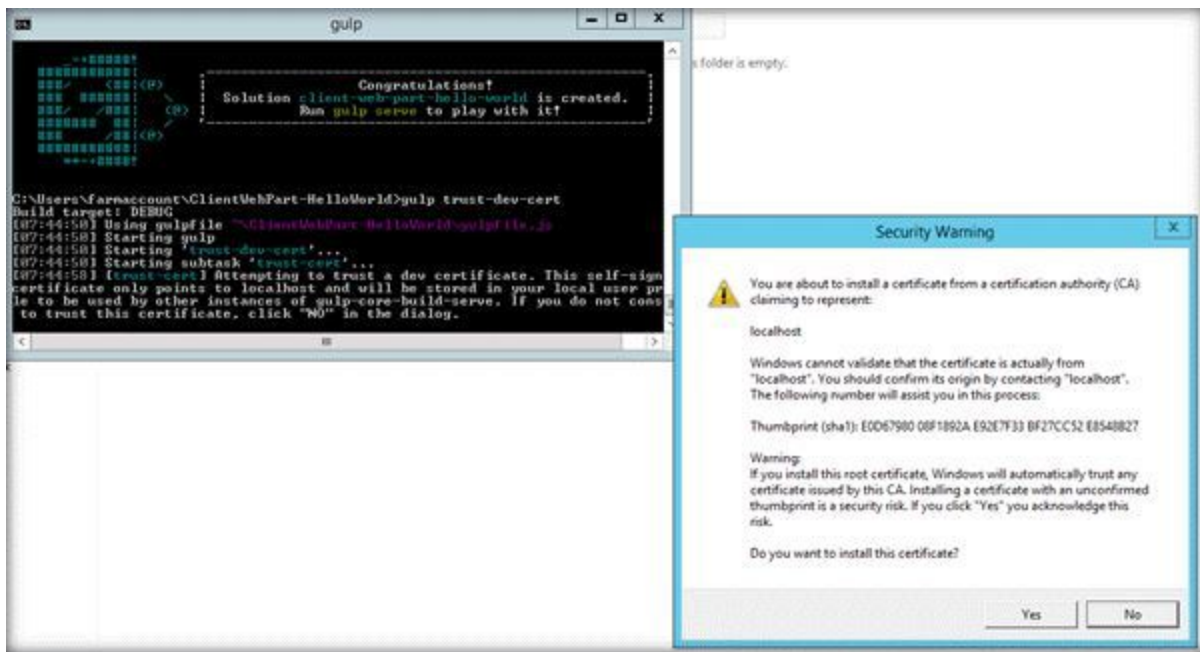 gulp
Congratulations!
Solution client-web-part-hello-world is created.
Run gulp serve to play with it!
C:\Users\farmaccount\ClientWebPart-HelloWorld>gulp trust-dev-cert
Build target: DEBUG
[07:44:50] Using gulpfile ~\ClientWebPart-HelloWorld\gulpfile.js
[07:44:50] Starting gulp
[07:44:50] Starting 'trust-dev-cert'...
[07:44:50] Starting subtask 'trust-cert'...
[07:44:50] [trust-cert] Attempting to trust a dev certificate. This self-sign
certificate only points to localhost and will be stored in your local user pr
le to be used by other instances of gulp-core-build-serve. If you do not cons
to trust this certificate, click "NO" in the dialog.
s folder is empty.
Security Warning
You are about to install a certificate from a certification authority (CA)
claiming to represent:
localhost
Windows cannot validate that the certificate is actually from
"localhost". You should confirm its origin by contacting "localhost".
The following number will assist you in this process:
Thumbprint (sha1): E0D67980 08F1892A E92E7F33 BF27CC52 E8548B27
Warning:
If you install this root certificate, Windows will automatically trust any
certificate issued by this CA. Installing a certificate with an unconfirmed
thumbprint is a security risk. If you click "Yes" you acknowledge this
risk.
Do you want to install this certificate?
Yes
No